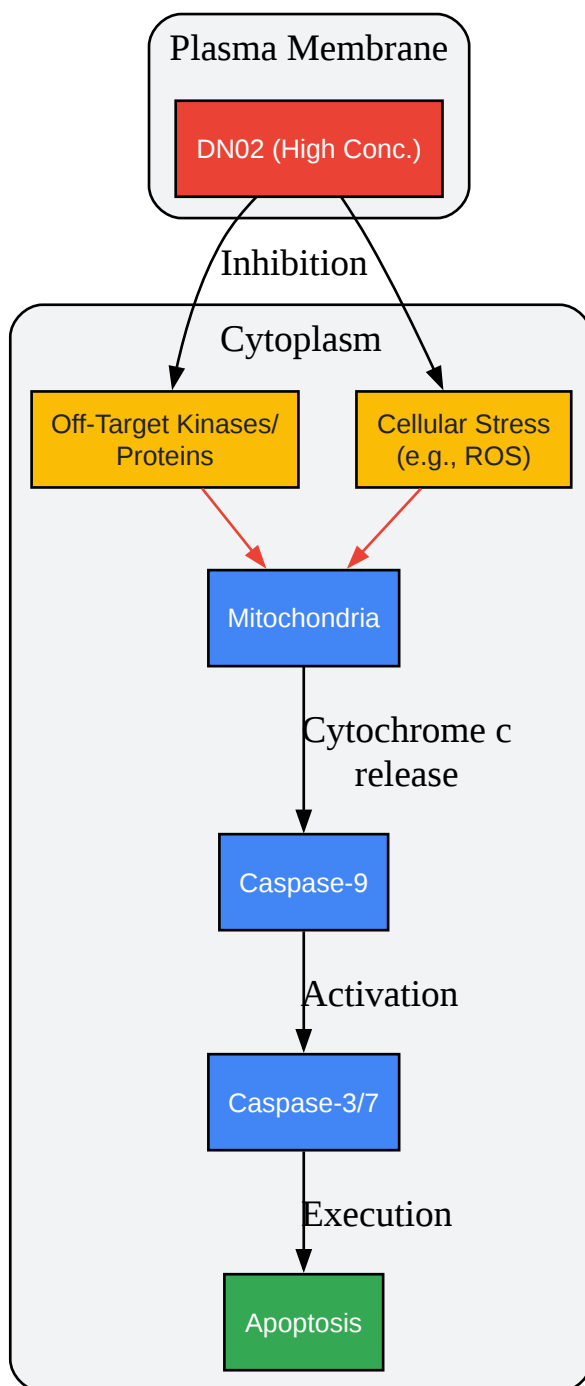 Plasma Membrane
DN02 (High Conc.)
Inhibition
Cytoplasm
Off-Target Kinases/
Proteins
Cellular Stress
(e.g., ROS)
Mitochondria
Cytochrome c
release
Caspase-9
Activation
Caspase-3/7
Execution
Apoptosis